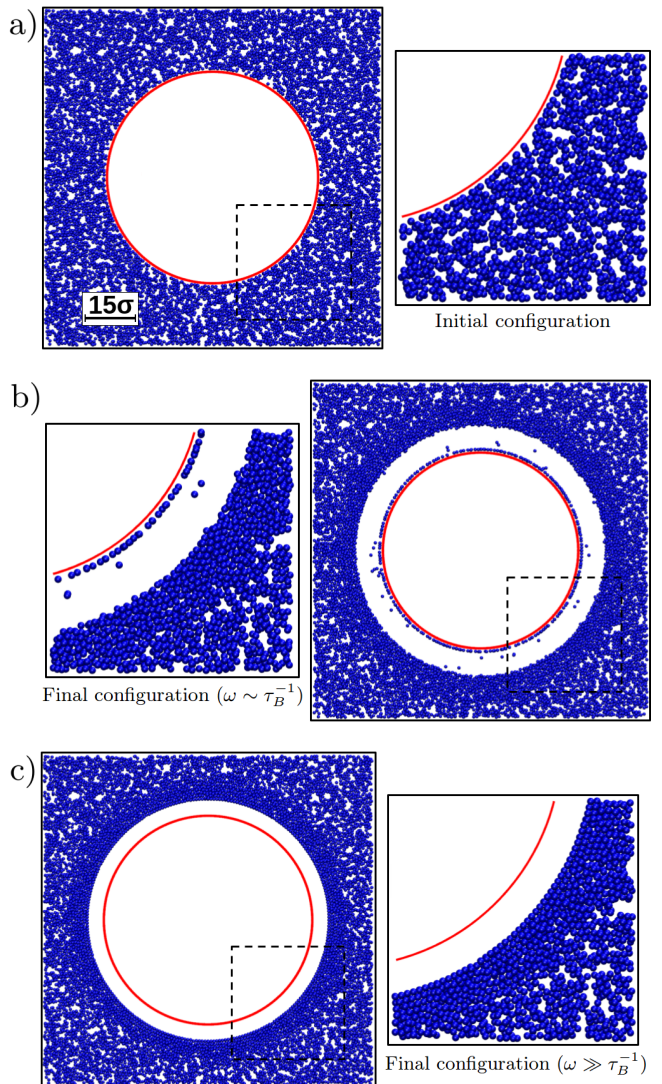 a)
15σ
Initial configuration
b)
Final configuration (ω ∼ τ_B^{-1})
c)
Final configuration (ω ≫ τ_B^{-1})